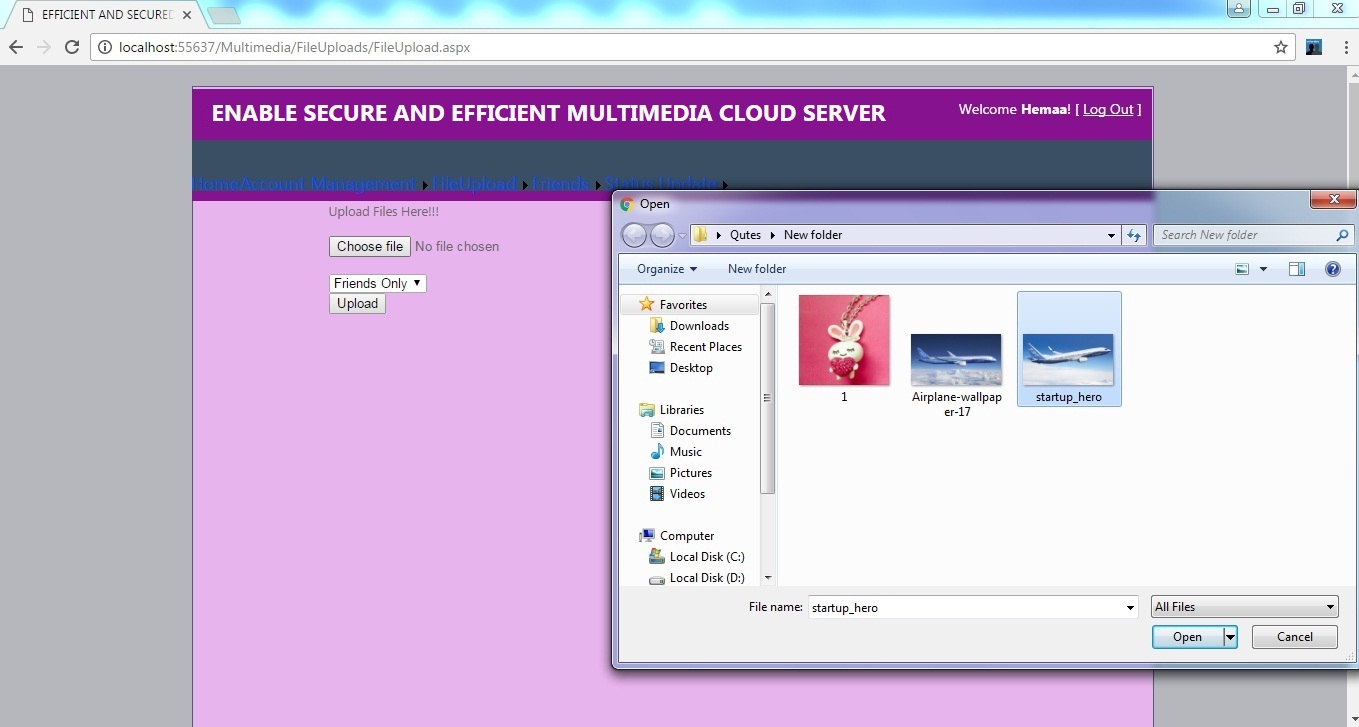 EFFICIENT AND SECURED
localhost:55637/Multimedia/FileUploads/FileUpload.aspx
ENABLE SECURE AND EFFICIENT MULTIMEDIA CLOUD SERVER
Welcome Hemaa! [ Log Out ]
Home Account Management FileUpload Friends Status Update
Upload Files Here!!!
Choose file No file chosen
Friends Only
Upload
Open
Qutes New folder
Search New folder
Organize New folder
Favorites
Downloads
Recent Places
Desktop
Libraries
Documents
Music
Pictures
Videos
Computer
Local Disk (C:)
Local Disk (D:)
1
Airplane-wallpap
er-17
startup_hero
File name: startup_hero
All Files
Open Cancel